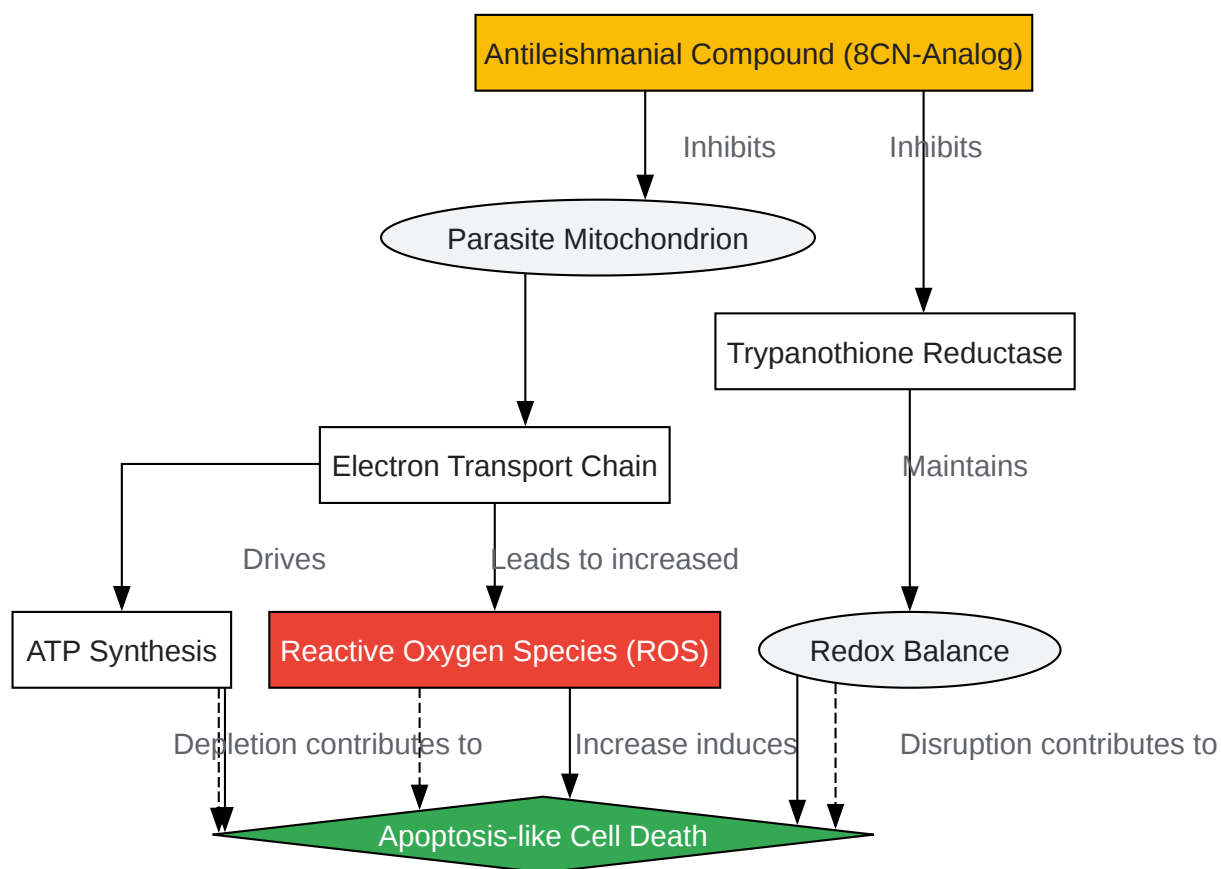 Antileishmanial Compound (8CN-Analog)
Inhibits
Inhibits
Parasite Mitochondrion
Trypanothione Reductase
Electron Transport Chain
Maintains
Drives
Leads to increased
ATP Synthesis
Reactive Oxygen Species (ROS)
Redox Balance
Depletion contributes to
Increase induces
Disruption contributes to
Apoptosis-like Cell Death